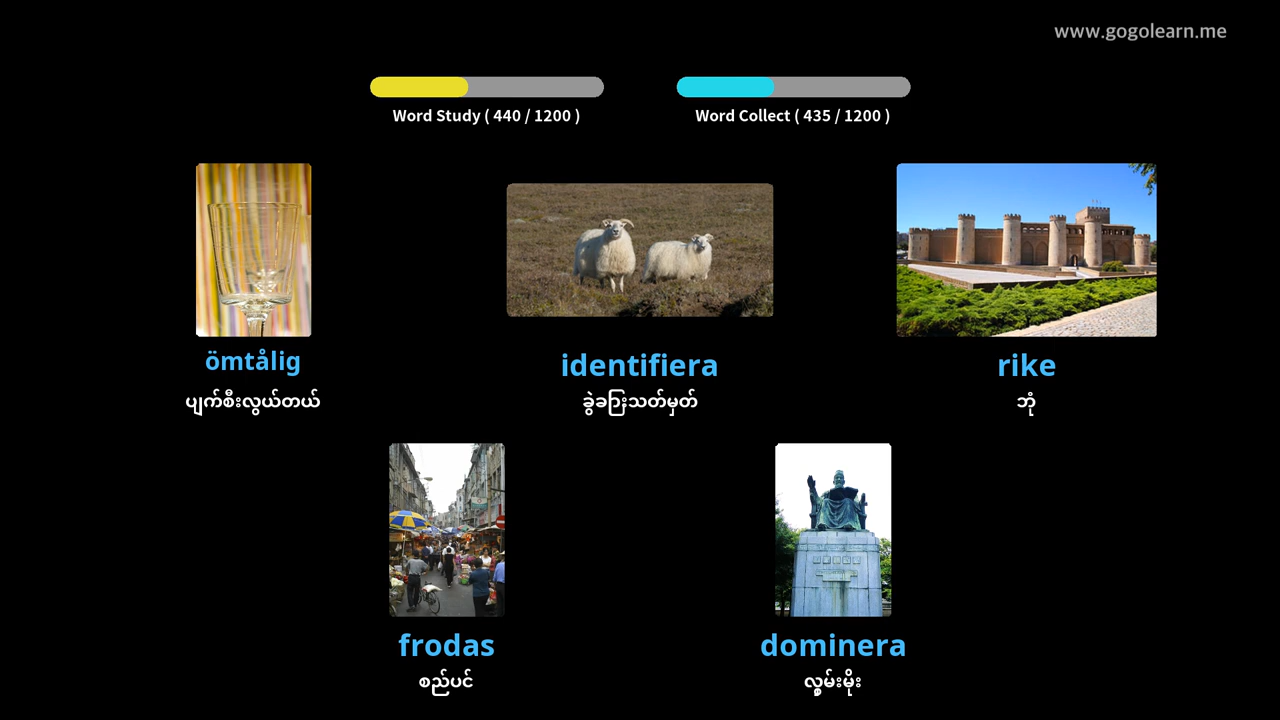 www.gogolearn.me
Word Study ( 440 / 1200 )
Word Collect ( 435 / 1200 )
ömtålig
ပျက်စီးလွယ်တယ်
identifiera
ခွဲခြားသတ်မှတ်
rike
ဘုံ
frodas
စည်ပင်
dominera
လွှမ်းမိုး